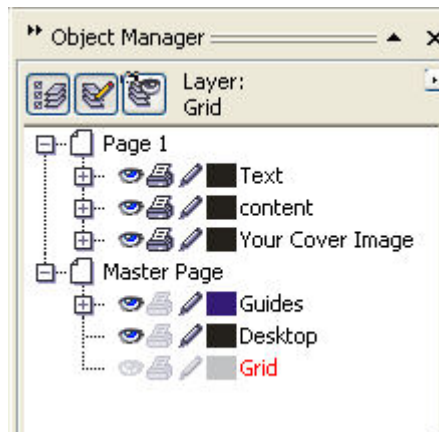 Object Manager
Layer:
Grid
Page 1
Text
content
Your Cover Image
Master Page
Guides
Desktop
Grid